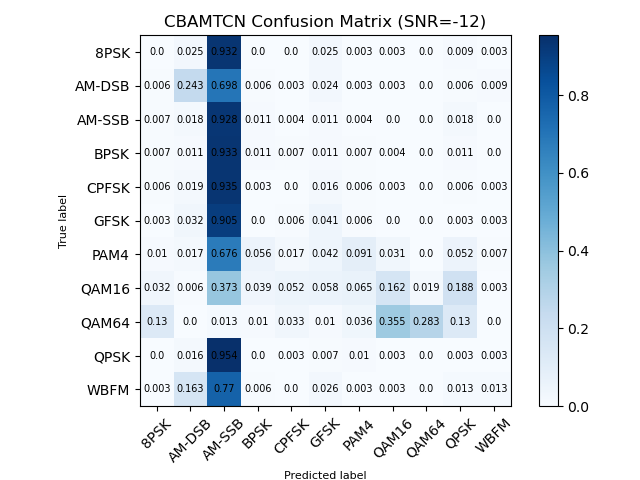 CBAMTCN Confusion Matrix (SNR=-12)
8PSK 0.0 0.025 0.932 0.0 0.0 0.025 0.003 0.003 0.0 0.009 0.003
AM-DSB 0.006 0.243 0.698 0.006 0.003 0.024 0.003 0.003 0.0 0.006 0.009
AM-SSB 0.007 0.018 0.928 0.011 0.004 0.011 0.004 0.0 0.0 0.018 0.0
BPSK 0.007 0.011 0.933 0.011 0.007 0.011 0.007 0.004 0.0 0.011 0.0
CPFSK 0.006 0.019 0.935 0.003 0.0 0.016 0.006 0.003 0.0 0.006 0.003
GFSK 0.003 0.032 0.905 0.0 0.006 0.041 0.006 0.0 0.0 0.003 0.003
PAM4 0.01 0.017 0.676 0.056 0.017 0.042 0.091 0.031 0.0 0.052 0.007
QAM16 0.032 0.006 0.373 0.039 0.052 0.058 0.065 0.162 0.019 0.188 0.003
QAM64 0.13 0.0 0.013 0.01 0.033 0.01 0.036 0.355 0.283 0.13 0.0
QPSK 0.0 0.016 0.954 0.0 0.003 0.007 0.01 0.003 0.0 0.003 0.003
WBFM 0.003 0.163 0.77 0.006 0.0 0.026 0.003 0.003 0.0 0.013 0.013
8PSK AM-DSB AM-SSB BPSK CPFSK GFSK PAM4 QAM16 QAM64 QPSK WBFM
Predicted label
True label
0.8
0.6
0.4
0.2
0.0